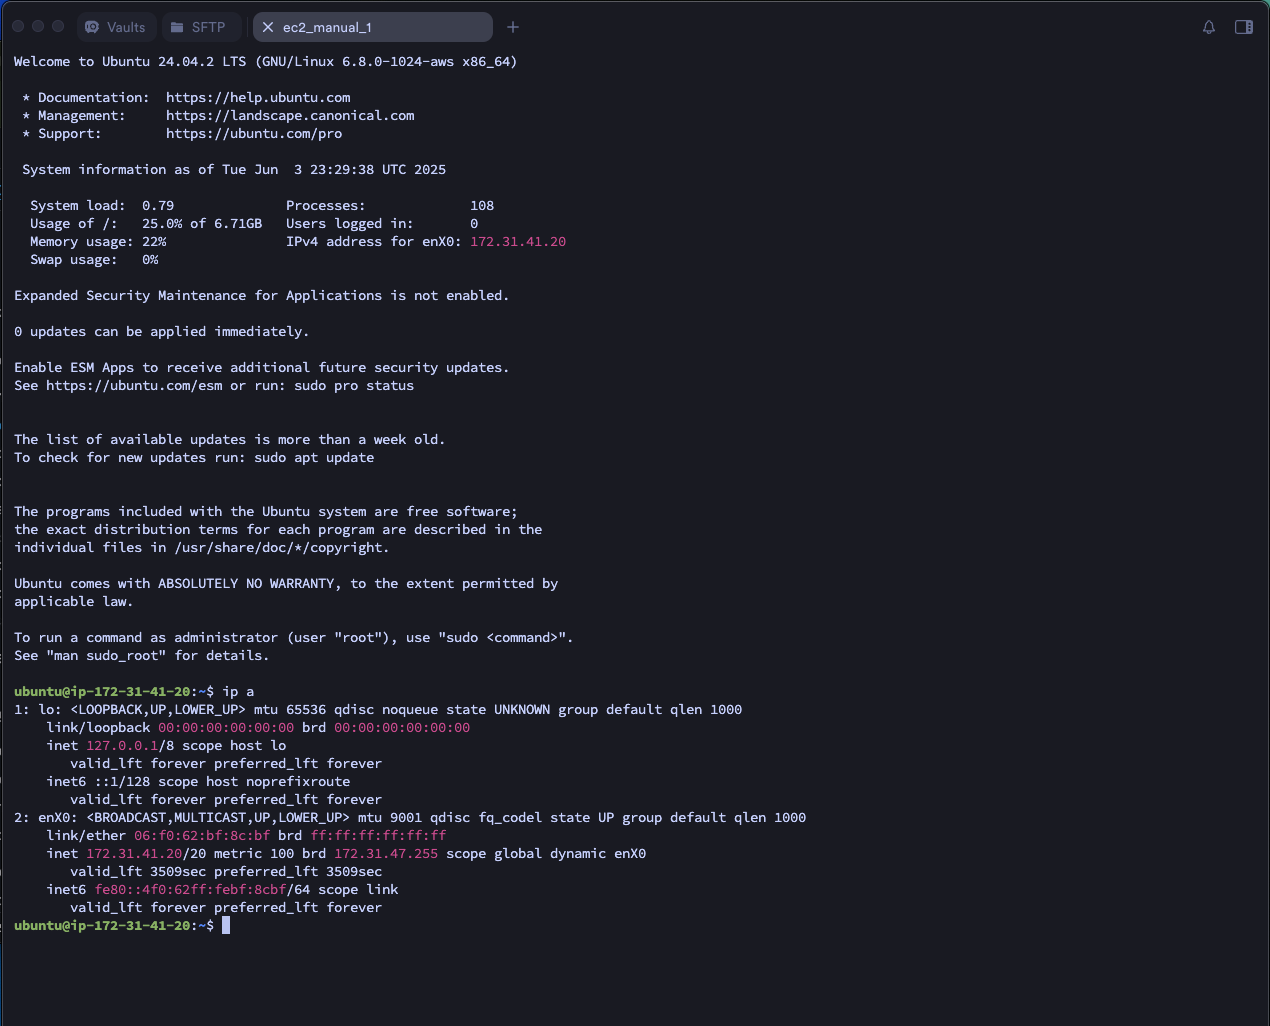 Vaults SFTP ec2_manual_1
Welcome to Ubuntu 24.04.2 LTS (GNU/Linux 6.8.0-1024-aws x86_64)
* Documentation: https://help.ubuntu.com
* Management: https://landscape.canonical.com
* Support: https://ubuntu.com/pro
System information as of Tue Jun 3 23:29:38 UTC 2025
System load: 0.79 Processes: 108
Usage of /: 25.0% of 6.71GB Users logged in: 0
Memory usage: 22% IPv4 address for enX0: 172.31.41.20
Swap usage: 0%
Expanded Security Maintenance for Applications is not enabled.
0 updates can be applied immediately.
Enable ESM Apps to receive additional future security updates.
See https://ubuntu.com/esm or run: sudo pro status
The list of available updates is more than a week old.
To check for new updates run: sudo apt update
The programs included with the Ubuntu system are free software;
the exact distribution terms for each program are described in the
individual files in /usr/share/doc/*/copyright.
Ubuntu comes with ABSOLUTELY NO WARRANTY, to the extent permitted by
applicable law.
To run a command as administrator (user "root"), use "sudo <command>".
See "man sudo_root" for details.
ubuntu@ip-172-31-41-20:~$ ip a
1: lo: <LOOPBACK,UP,LOWER_UP> mtu 65536 qdisc noqueue state UNKNOWN group default qlen 1000
link/loopback 00:00:00:00:00:00 brd 00:00:00:00:00:00
inet 127.0.0.1/8 scope host lo
valid_lft forever preferred_lft forever
inet6 ::1/128 scope host noprefixroute
valid_lft forever preferred_lft forever
2: enX0: <BROADCAST,MULTICAST,UP,LOWER_UP> mtu 9001 qdisc fq_codel state UP group default qlen 1000
link/ether 06:f0:62:bf:8c:bf brd ff:ff:ff:ff:ff:ff
inet 172.31.41.20/20 metric 100 brd 172.31.47.255 scope global dynamic enX0
valid_lft 3509sec preferred_lft 3509sec
inet6 fe80::4f0:62ff:febf:8cbf/64 scope link
valid_lft forever preferred_lft forever
ubuntu@ip-172-31-41-20:~$